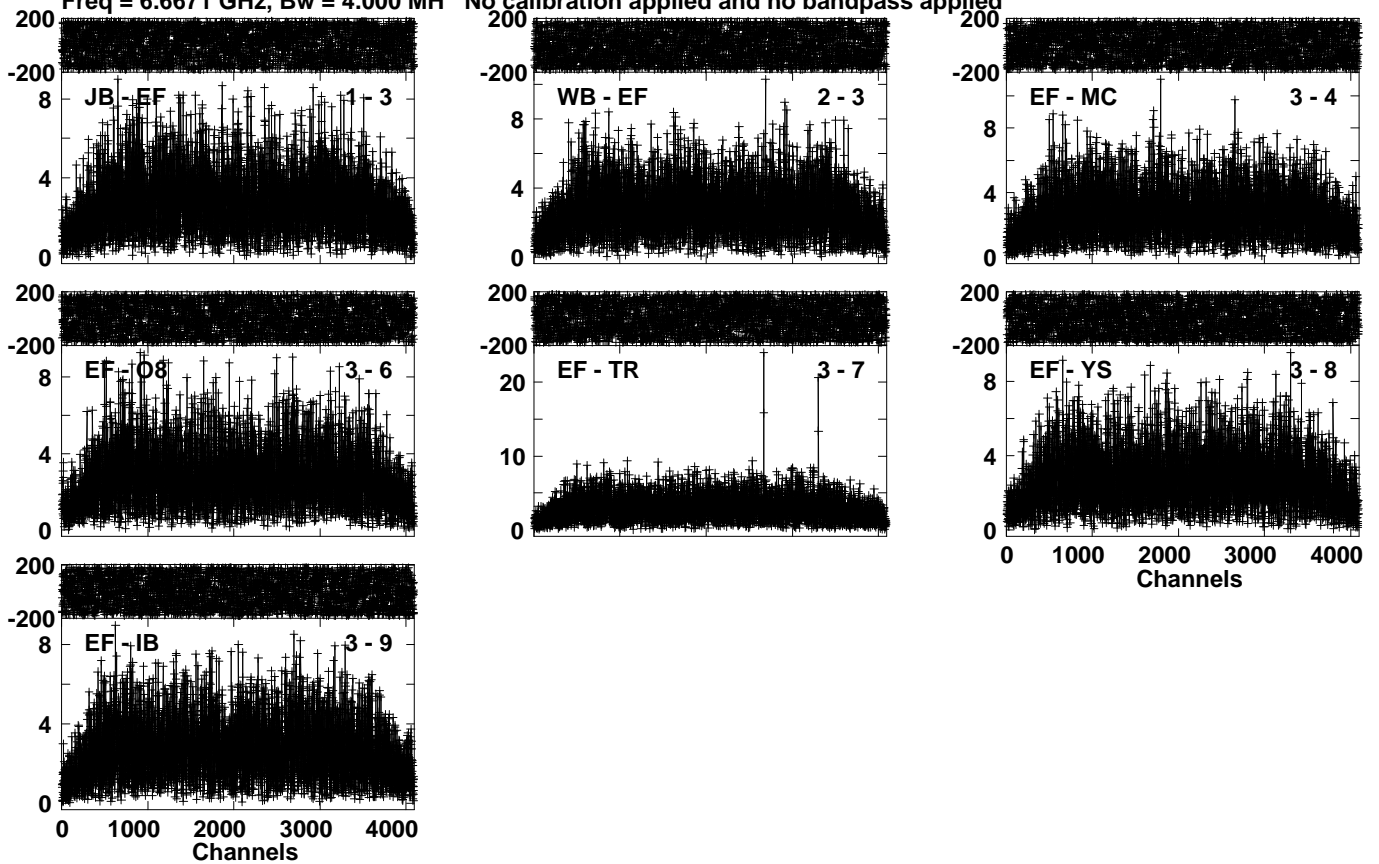 Freq = 6.6671 GHz, Bw = 4.000 MH No calibration applied and no bandpass applied
200
-200
JB - EF 1 - 3
8
4
0
200
-200
WB - EF 2 - 3
8
4
0
200
-200
EF - MC 3 - 4
8
4
0
200
-200
EF - O8 3 - 6
8
4
0
200
-200
EF - TR 3 - 7
20
10
0
200
-200
EF - YS 3 - 8
8
4
0
0 1000 2000 3000 4000
Channels
200
-200
EF - IB 3 - 9
8
4
0
0 1000 2000 3000 4000
Channels